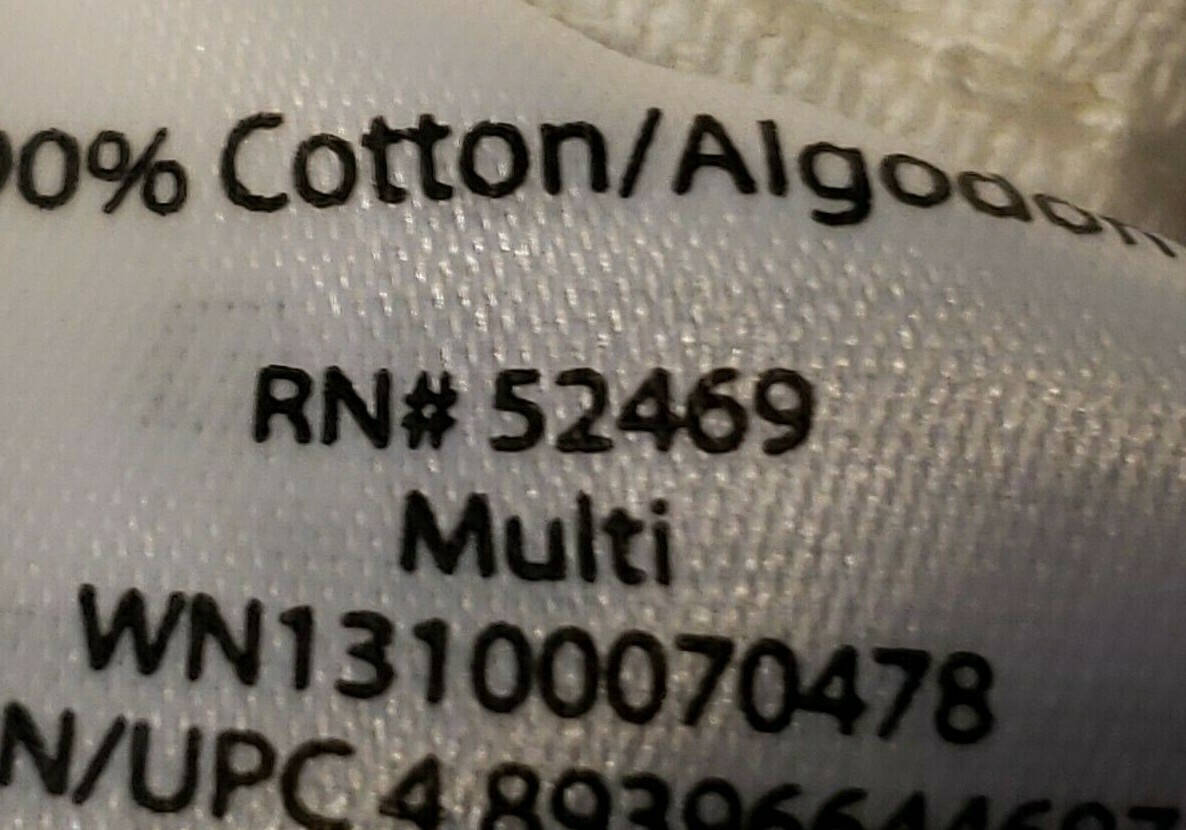 00% Cotton/Algodon
RN# 52469
Multi
WN13100070478
N/UPC 4